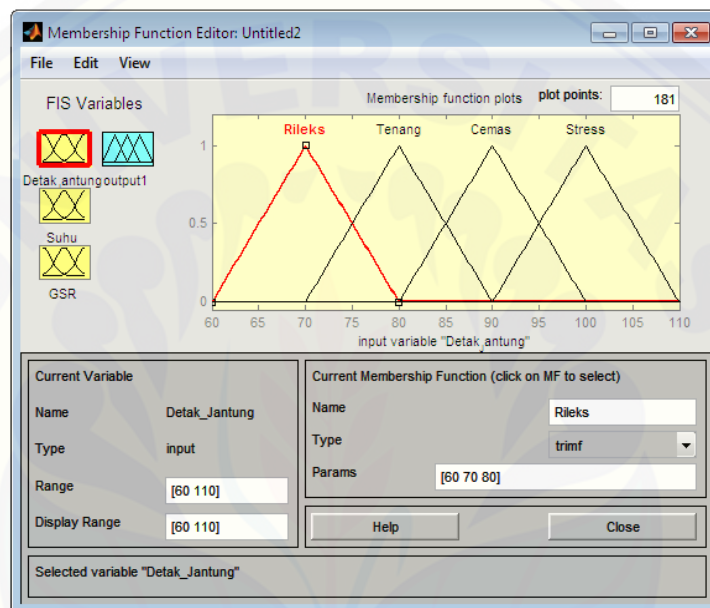 Membership Function Editor: Untitled2
File Edit View
FIS Variables
Membership function plots
plot points: 181
Detak_jantung output1
Suhu
GSR
Rileks Tenang Cemas Stress
1
0.5
0
60 65 70 75 80 85 90 95 100 105 110
input variable "Detak_jantung"
Current Variable
Name Detak_Jantung
Type input
Range [60 110]
Display Range [60 110]
Current Membership Function (click on MF to select)
Name Rileks
Type trimf
Params [60 70 80]
Help Close
Selected variable "Detak_Jantung"